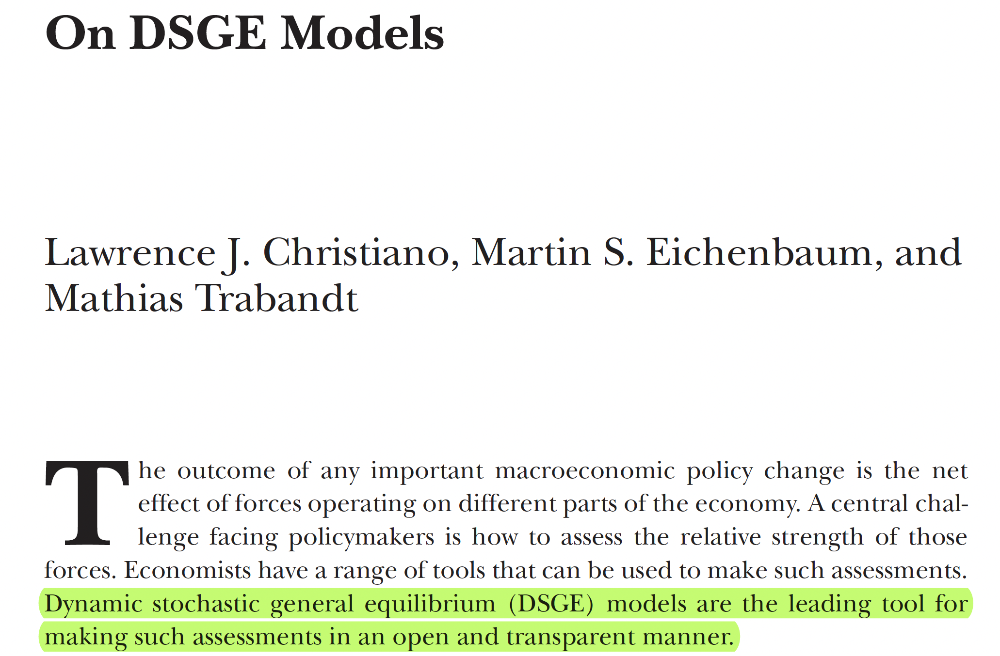 On DSGE Models
Lawrence J. Christiano, Martin S. Eichenbaum, and
Mathias Trabandt
The outcome of any important macroeconomic policy change is the net
effect of forces operating on different parts of the economy. A central chal-
lenge facing policymakers is how to assess the relative strength of those
forces. Economists have a range of tools that can be used to make such assessments.
Dynamic stochastic general equilibrium (DSGE) models are the leading tool for
making such assessments in an open and transparent manner.